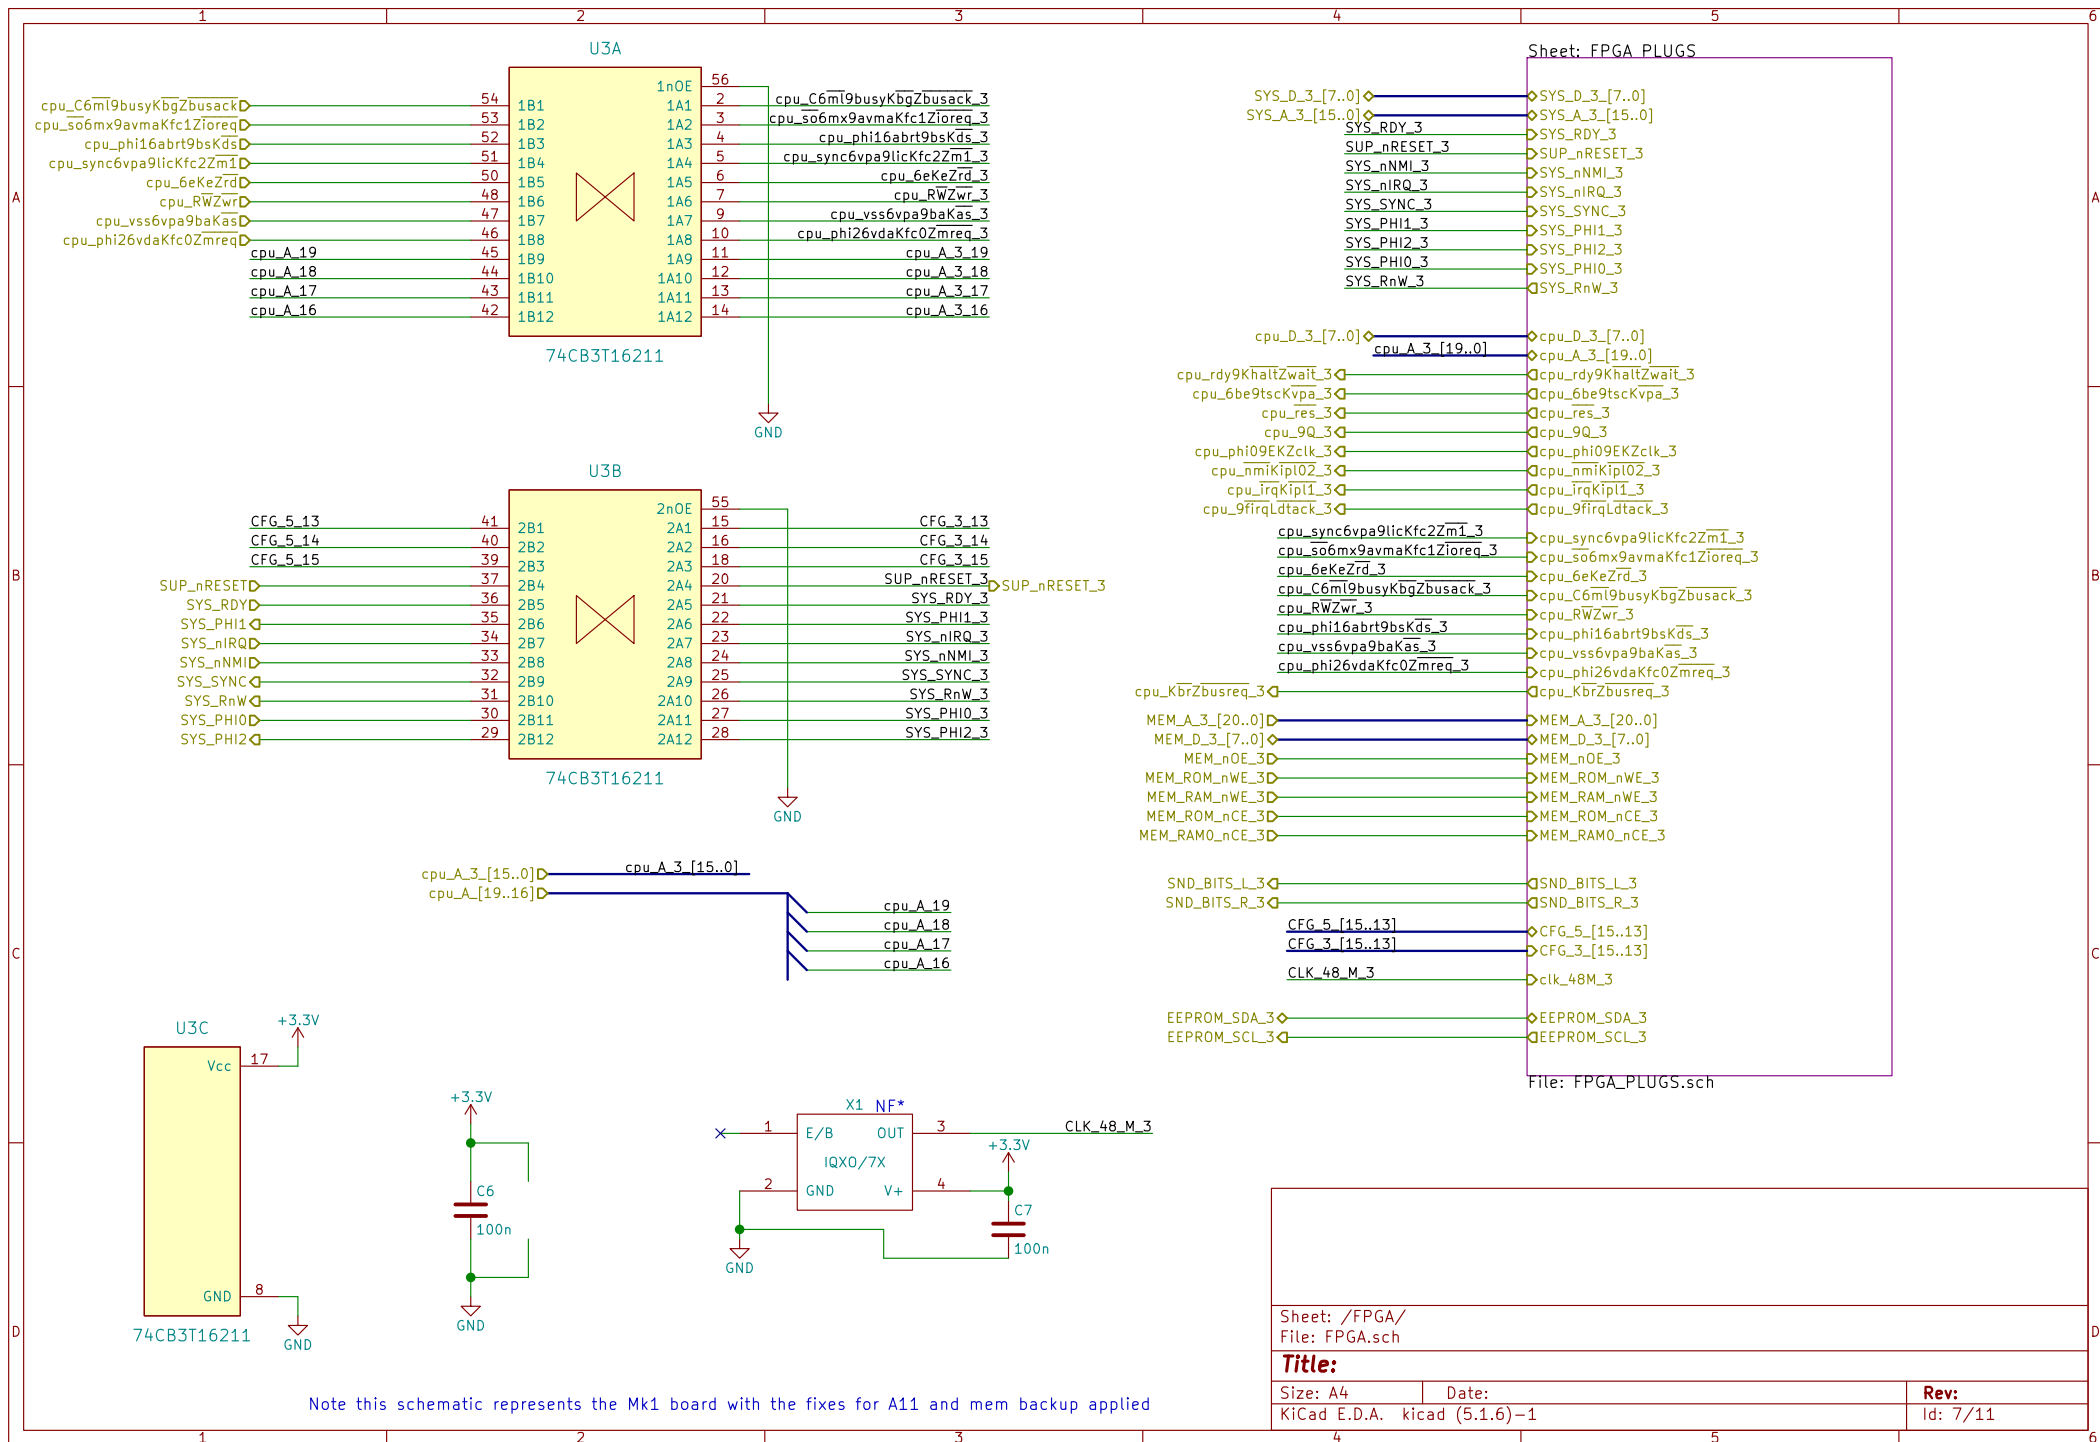 1 2 3 4 5 6
A
B
C
D
U3A
1nOE 56
cpu_C6ml9busyKbgZbusack 54 1B1 1A1 2 cpu_C6ml9busyKbgZbusack_3
cpu_so6mx9avmaKfc1Zioreq 53 1B2 1A2 3 cpu_so6mx9avmaKfc1Zioreq_3
cpu_phi16abrt9bsKds 52 1B3 1A3 4 cpu_phi16abrt9bsKds_3
cpu_sync6vpa9licKfc2Zm1 51 1B4 1A4 5 cpu_sync6vpa9licKfc2Zm1_3
cpu_6eKeZrd 50 1B5 1A5 6 cpu_6eKeZrd_3
cpu_RWZwr 48 1B6 1A6 7 cpu_RWZwr_3
cpu_vss6vpa9baKas 47 1B7 1A7 9 cpu_vss6vpa9baKas_3
cpu_phi26vdaKfc0Zmreq 46 1B8 1A8 10 cpu_phi26vdaKfc0Zmreq_3
cpu_A_19 45 1B9 1A9 11 cpu_A_3_19
cpu_A_18 44 1B10 1A10 12 cpu_A_3_18
cpu_A_17 43 1B11 1A11 13 cpu_A_3_17
cpu_A_16 42 1B12 1A12 14 cpu_A_3_16
74CB3T16211
GND
U3B
2nOE 55
CFG_5_13 41 2B1 2A1 15 CFG_3_13
CFG_5_14 40 2B2 2A2 16 CFG_3_14
CFG_5_15 39 2B3 2A3 18 CFG_3_15
SUP_nRESET 37 2B4 2A4 20 SUP_nRESET_3 SUP_nRESET_3
SYS_RDY 36 2B5 2A5 21 SYS_RDY_3
SYS_PHI1 35 2B6 2A6 22 SYS_PHI1_3
SYS_nIRQ 34 2B7 2A7 23 SYS_nIRQ_3
SYS_nNMI 33 2B8 2A8 24 SYS_nNMI_3
SYS_SYNC 32 2B9 2A9 25 SYS_SYNC_3
SYS_RnW 31 2B10 2A10 26 SYS_RnW_3
SYS_PHI0 30 2B11 2A11 27 SYS_PHI0_3
SYS_PHI2 29 2B12 2A12 28 SYS_PHI2_3
74CB3T16211
GND
cpu_A_3_[15..0] cpu_A_3_[15..0]
cpu_A_[19..16]
cpu_A_19
cpu_A_18
cpu_A_17
cpu_A_16
U3C
+3.3V
Vcc 17
GND 8
74CB3T16211
GND
+3.3V
C6
100n
GND
X1 NF*
1 E/B OUT 3 CLK_48_M_3
IQXO/7X
+3.3V
2 GND V+ 4
C7
100n
GND
Sheet: FPGA PLUGS
SYS_D_3_[7..0] SYS_D_3_[7..0]
SYS_A_3_[15..0] SYS_A_3_[15..0]
SYS_RDY_3 SYS_RDY_3
SUP_nRESET_3 SUP_nRESET_3
SYS_nNMI_3 SYS_nNMI_3
SYS_nIRQ_3 SYS_nIRQ_3
SYS_SYNC_3 SYS_SYNC_3
SYS_PHI1_3 SYS_PHI1_3
SYS_PHI2_3 SYS_PHI2_3
SYS_PHI0_3 SYS_PHI0_3
SYS_RnW_3 SYS_RnW_3
cpu_D_3_[7..0] cpu_D_3_[7..0]
cpu_A_3_[19..0] cpu_A_3_[19..0]
cpu_rdy9KhaltZwait_3 cpu_rdy9KhaltZwait_3
cpu_6be9tscKvpa_3 cpu_6be9tscKvpa_3
cpu_res_3 cpu_res_3
cpu_9Q_3 cpu_9Q_3
cpu_phi09EKZclk_3 cpu_phi09EKZclk_3
cpu_nmiKipl02_3 cpu_nmiKipl02_3
cpu_irqKipl1_3 cpu_irqKipl1_3
cpu_9firqLdtack_3 cpu_9firqLdtack_3
cpu_sync6vpa9licKfc2Zm1_3 cpu_sync6vpa9licKfc2Zm1_3
cpu_so6mx9avmaKfc1Zioreq_3 cpu_so6mx9avmaKfc1Zioreq_3
cpu_6eKeZrd_3 cpu_6eKeZrd_3
cpu_C6ml9busyKbgZbusack_3 cpu_C6ml9busyKbgZbusack_3
cpu_RWZwr_3 cpu_RWZwr_3
cpu_phi16abrt9bsKds_3 cpu_phi16abrt9bsKds_3
cpu_vss6vpa9baKas_3 cpu_vss6vpa9baKas_3
cpu_phi26vdaKfc0Zmreq_3 cpu_phi26vdaKfc0Zmreq_3
cpu_KbrZbusreq_3 cpu_KbrZbusreq_3
MEM_A_3_[20..0] MEM_A_3_[20..0]
MEM_D_3_[7..0] MEM_D_3_[7..0]
MEM_nOE_3 MEM_nOE_3
MEM_ROM_nWE_3 MEM_ROM_nWE_3
MEM_RAM_nWE_3 MEM_RAM_nWE_3
MEM_ROM_nCE_3 MEM_ROM_nCE_3
MEM_RAM0_nCE_3 MEM_RAM0_nCE_3
SND_BITS_L_3 SND_BITS_L_3
SND_BITS_R_3 SND_BITS_R_3
CFG_5_[15..13] CFG_5_[15..13]
CFG_3_[15..13] CFG_3_[15..13]
CLK_48_M_3 clk_48M_3
EEPROM_SDA_3 EEPROM_SDA_3
EEPROM_SCL_3 EEPROM_SCL_3
File: FPGA_PLUGS.sch
Note this schematic represents the Mk1 board with the fixes for A11 and mem backup applied
Sheet: /FPGA/
File: FPGA.sch
Title:
Size: A4 Date: Rev:
KiCad E.D.A. kicad (5.1.6)-1 Id: 7/11
A
B
C
D
1 2 3 4 5 6